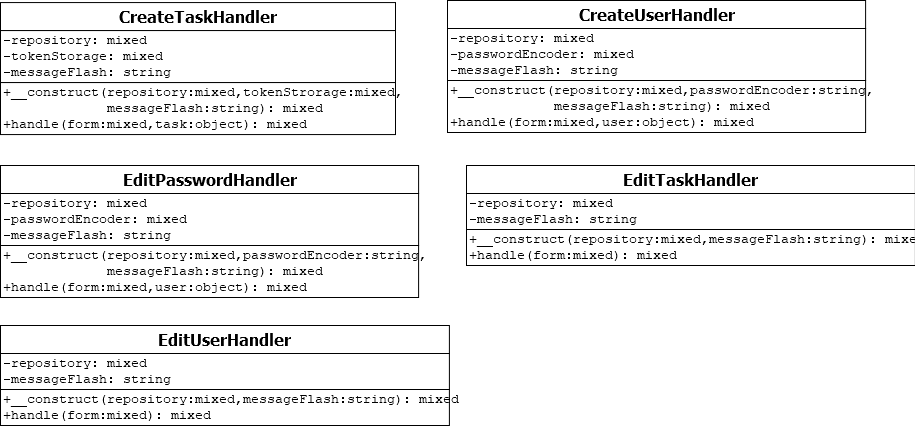 CreateTaskHandler
-repository: mixed
-tokenStorage: mixed
-messageFlash: string
+__construct(repository:mixed,tokenStrorage:mixed,
messageFlash:string): mixed
+handle(form:mixed,task:object): mixed
CreateUserHandler
-repository: mixed
-passwordEncoder: mixed
-messageFlash: string
+__construct(repository:mixed,passwordEncoder:string,
messageFlash:string): mixed
+handle(form:mixed,user:object): mixed
EditPasswordHandler
-repository: mixed
-passwordEncoder: mixed
-messageFlash: string
+__construct(repository:mixed,passwordEncoder:string,
messageFlash:string): mixed
+handle(form:mixed,user:object): mixed
EditTaskHandler
-repository: mixed
-messageFlash: string
+__construct(repository:mixed,messageFlash:string): mixe
+handle(form:mixed): mixed
EditUserHandler
-repository: mixed
-messageFlash: string
+__construct(repository:mixed,messageFlash:string): mixed
+handle(form:mixed): mixed